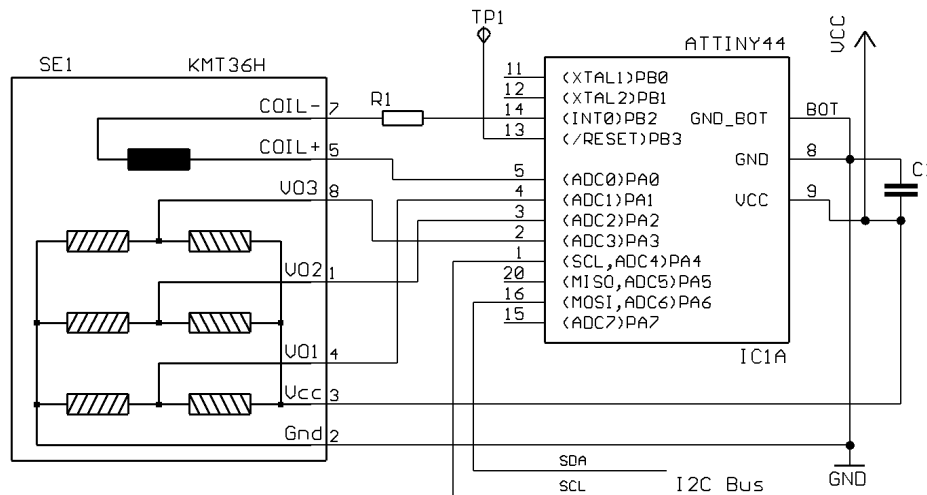 TP1
ATTINY44
VCC
SE1 KMT36H
11 (XTAL1)PB0
12 (XTAL2)PB1
COIL- 7 R1 14 (INT0)PB2 GND_BOT BOT
13 (/RESET)PB3
COIL+ 5 GND 8 C1
5 (ADC0)PA0
VO3 8 4 (ADC1)PA1 VCC 9
3 (ADC2)PA2
2 (ADC3)PA3
1 (SCL,ADC4)PA4
VO2 1 20 (MISO,ADC5)PA5
16 (MOSI,ADC6)PA6
15 (ADC7)PA7
VO1 4 IC1A
Vcc 3
Gnd 2
SDA
SCL I2C Bus GND